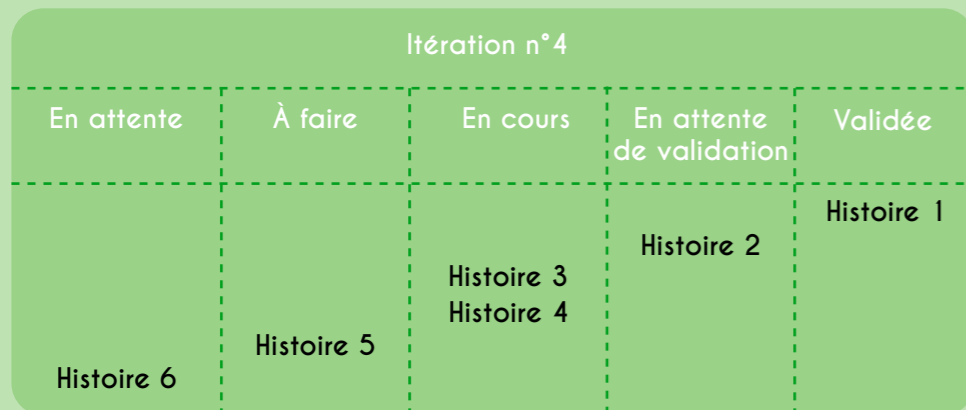 Itération n°4
En attente
À faire
En cours
En attente
de validation
Validée
Histoire 1
Histoire 2
Histoire 3
Histoire 4
Histoire 5
Histoire 6